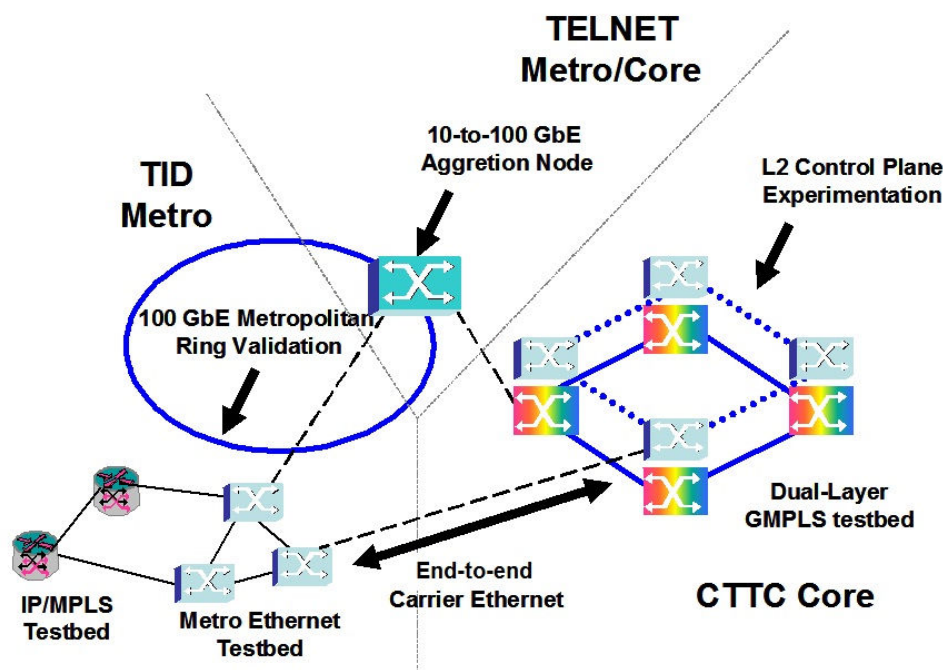 TELNET
Metro/Core
10-to-100 GbE
Aggretion Node
L2 Control Plane
Experimentation
TID
Metro
100 GbE Metropolitan
Ring Validation
Dual-Layer
GMPLS testbed
End-to-end
Carrier Ethernet
CTTC Core
IP/MPLS
Testbed
Metro Ethernet
Testbed